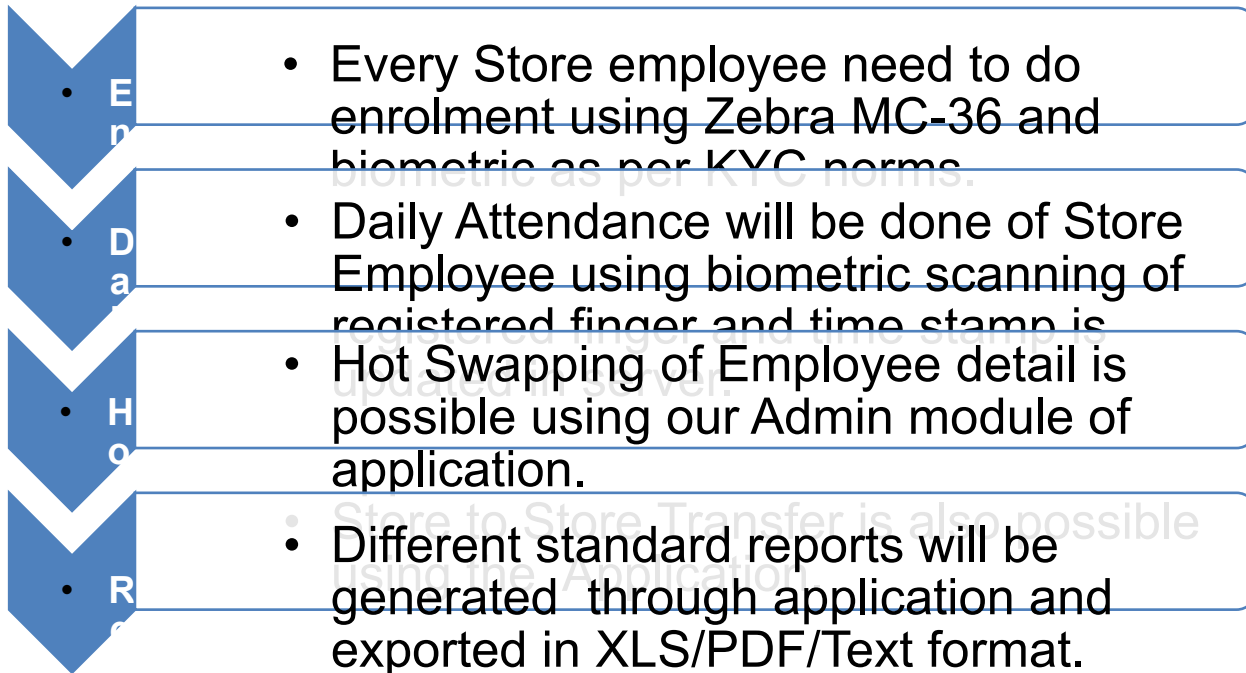 E
n
• Every Store employee need to do
enrolment using Zebra MC-36 and
biometric as per KYC norms.
D
a
• Daily Attendance will be done of Store
Employee using biometric scanning of
registered finger and time stamp is
updated in server.
H
o
• Hot Swapping of Employee detail is
possible using our Admin module of
application.
• Store to Store Transfer is also possible
using the Application.
R
• Different standard reports will be
generated through application and
exported in XLS/PDF/Text format.